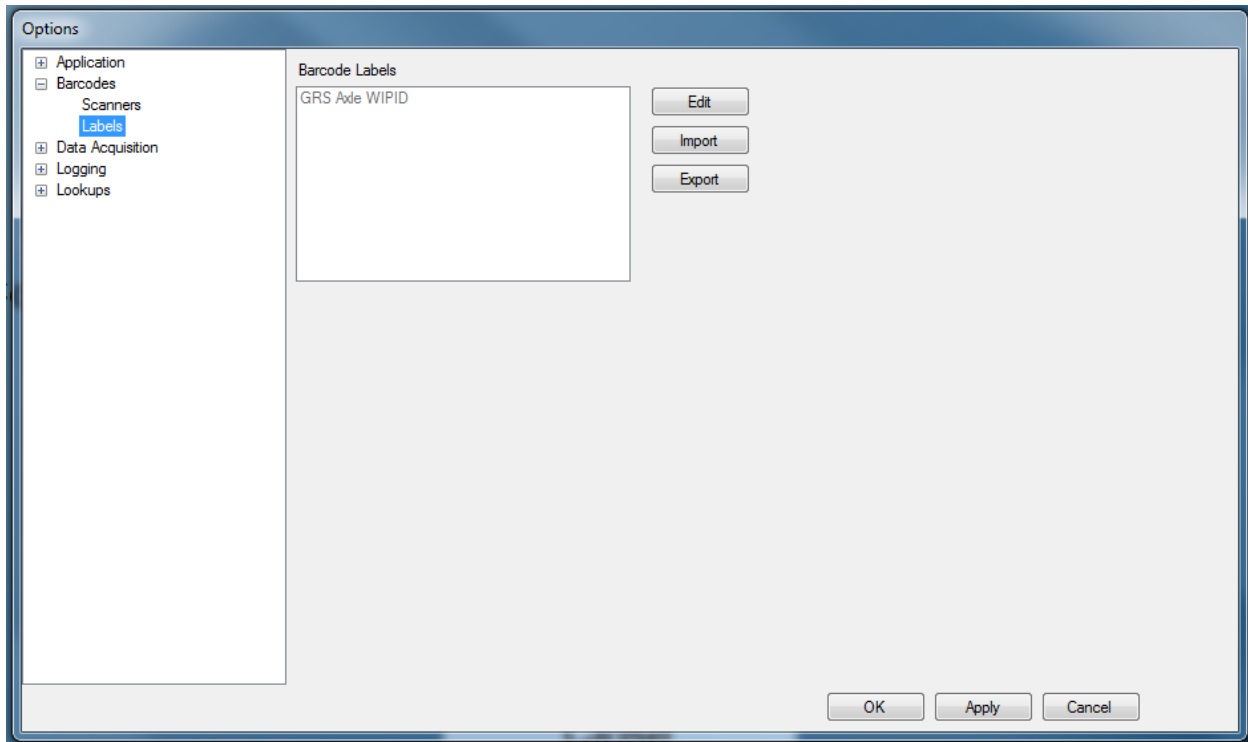 Options
Application
Barcodes
Scanners
Labels
Data Acquisition
Logging
Lookups
Barcode Labels
GRS Axle WIPID
Edit
Import
Export
OK
Apply
Cancel